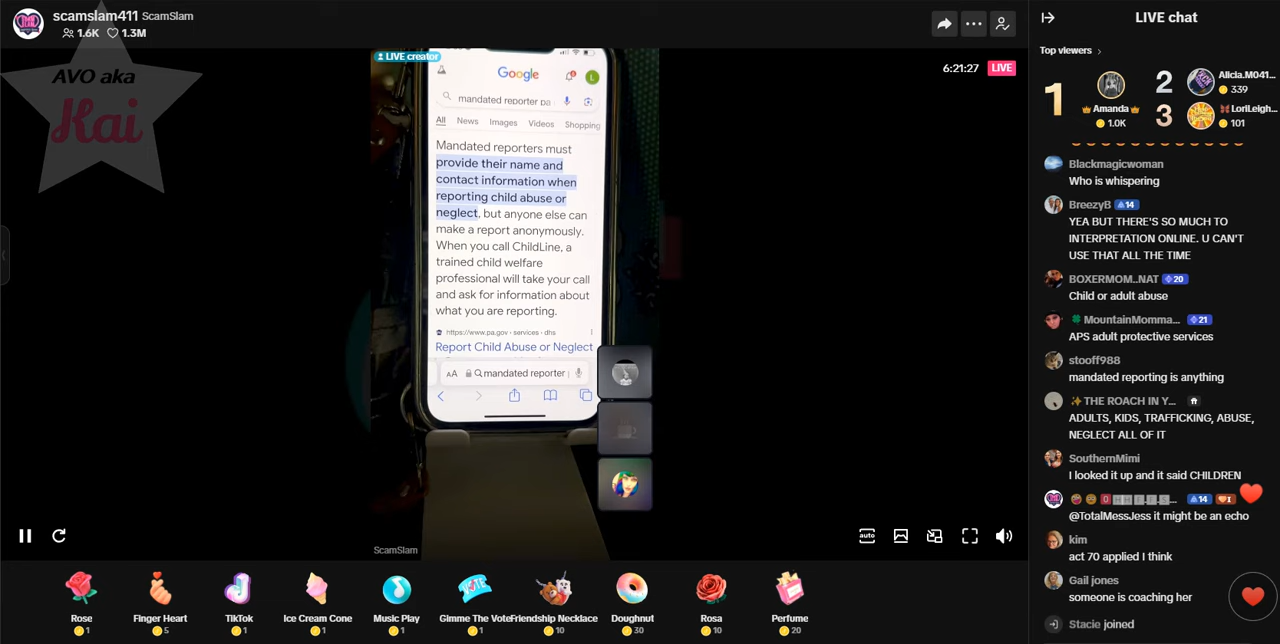 scamslam411 ScamSlam
1.6K 1.3M
AVO aka
Kai
LIVE creator
6:21:27 LIVE
Google
mandated reporter pa
All News Images Videos Shopping
Mandated reporters must
provide their name and
contact information when
reporting child abuse or
neglect, but anyone else can
make a report anonymously.
When you call ChildLine, a
trained child welfare
professional will take your call
and ask for information about
what you are reporting.
https://www.pa.gov › services › dhs
Report Child Abuse or Neglect
AA mandated reporter
ScamSlam
auto
Rose
1
Finger Heart
5
TikTok
1
Ice Cream Cone
1
Music Play
1
Gimme The Vote
1
Friendship Necklace
10
Doughnut
30
Rosa
10
Perfume
20
LIVE chat
Top viewers
1
Amanda
1.0K
2
Alicia.M041...
339
3
LoriLeigh...
101
Blackmagicwoman
Who is whispering
BreezyB 14
YEA BUT THERE'S SO MUCH TO
INTERPRETATION ONLINE. U CAN'T
USE THAT ALL THE TIME
BOXERMOM..NAT 20
Child or adult abuse
MountainMomma... 21
APS adult protective services
stooff988
mandated reporting is anything
THE ROACH IN Y...
ADULTS, KIDS, TRAFFICKING, ABUSE,
NEGLECT ALL OF IT
SouthernMimi
I looked it up and it said CHILDREN
14 I
@TotalMessJess it might be an echo
kim
act 70 applied I think
Gail jones
someone is coaching her
Stacie joined